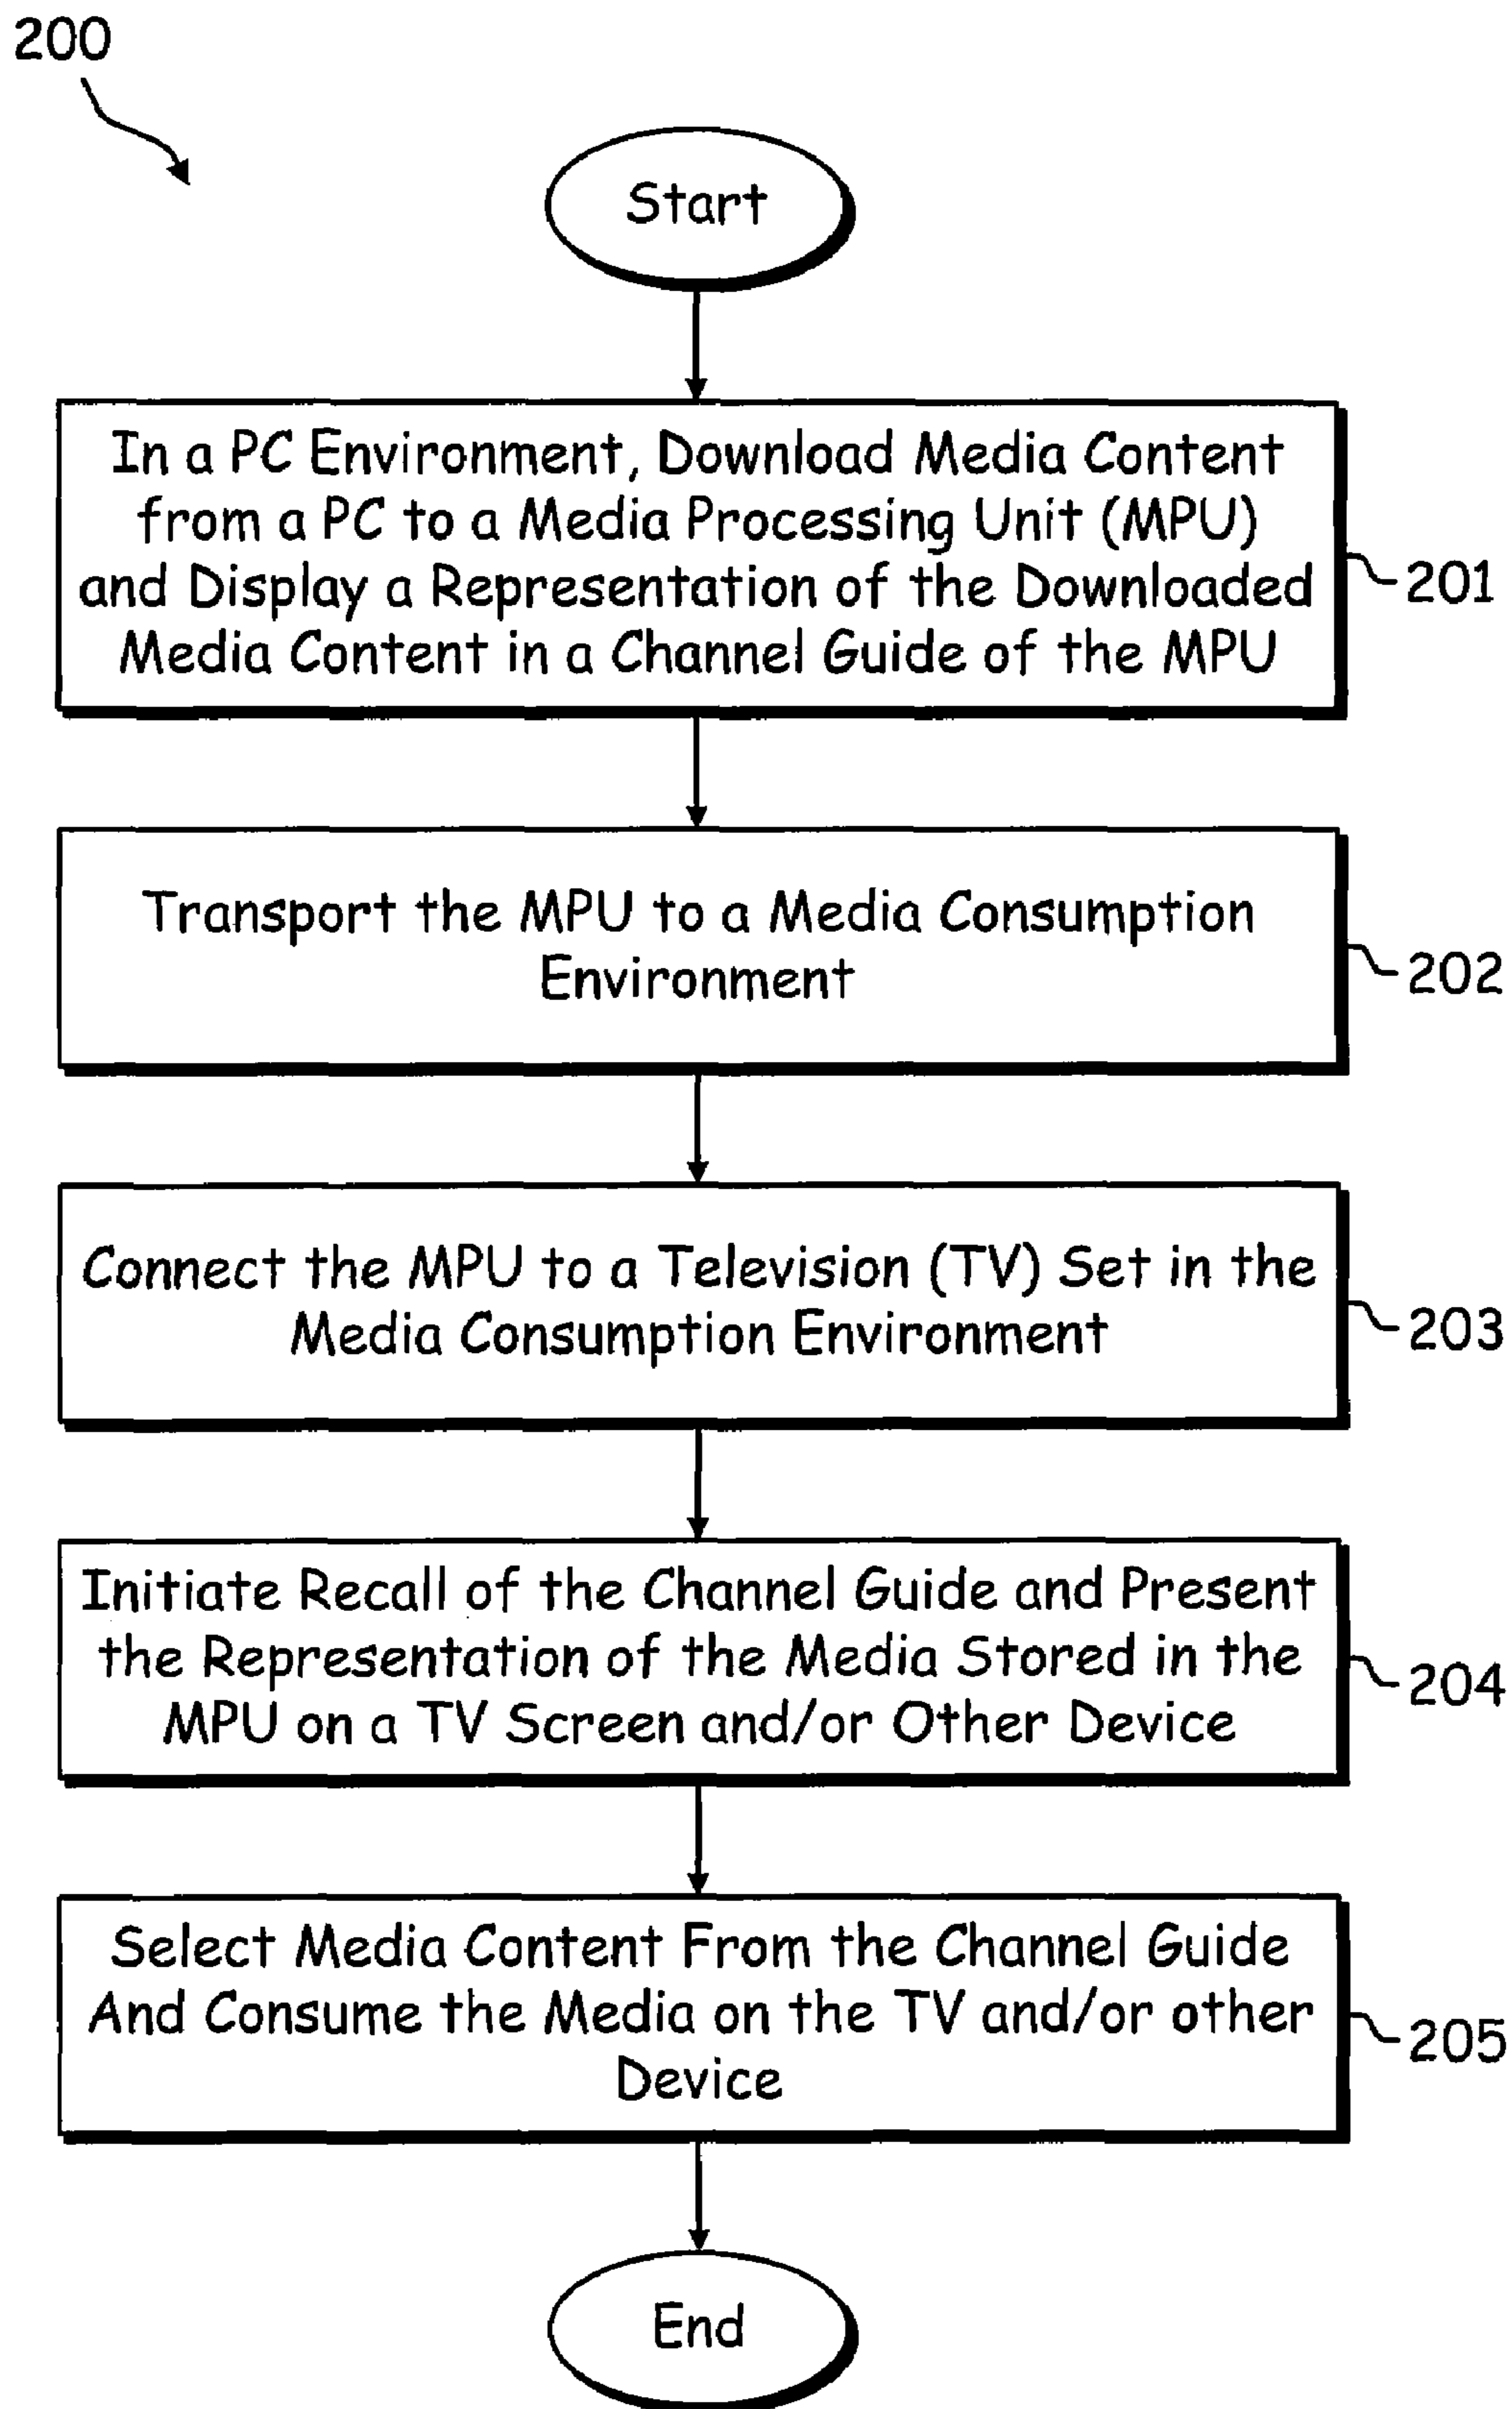 200
Start
In a PC Environment, Download Media Content
from a PC to a Media Processing Unit (MPU)
and Display a Representation of the Downloaded
Media Content in a Channel Guide of the MPU
201
Transport the MPU to a Media Consumption
Environment
202
Connect the MPU to a Television (TV) Set in the
Media Consumption Environment
203
Initiate Recall of the Channel Guide and Present
the Representation of the Media Stored in the
MPU on a TV Screen and/or Other Device
204
Select Media Content From the Channel Guide
And Consume the Media on the TV and/or other
Device
205
End